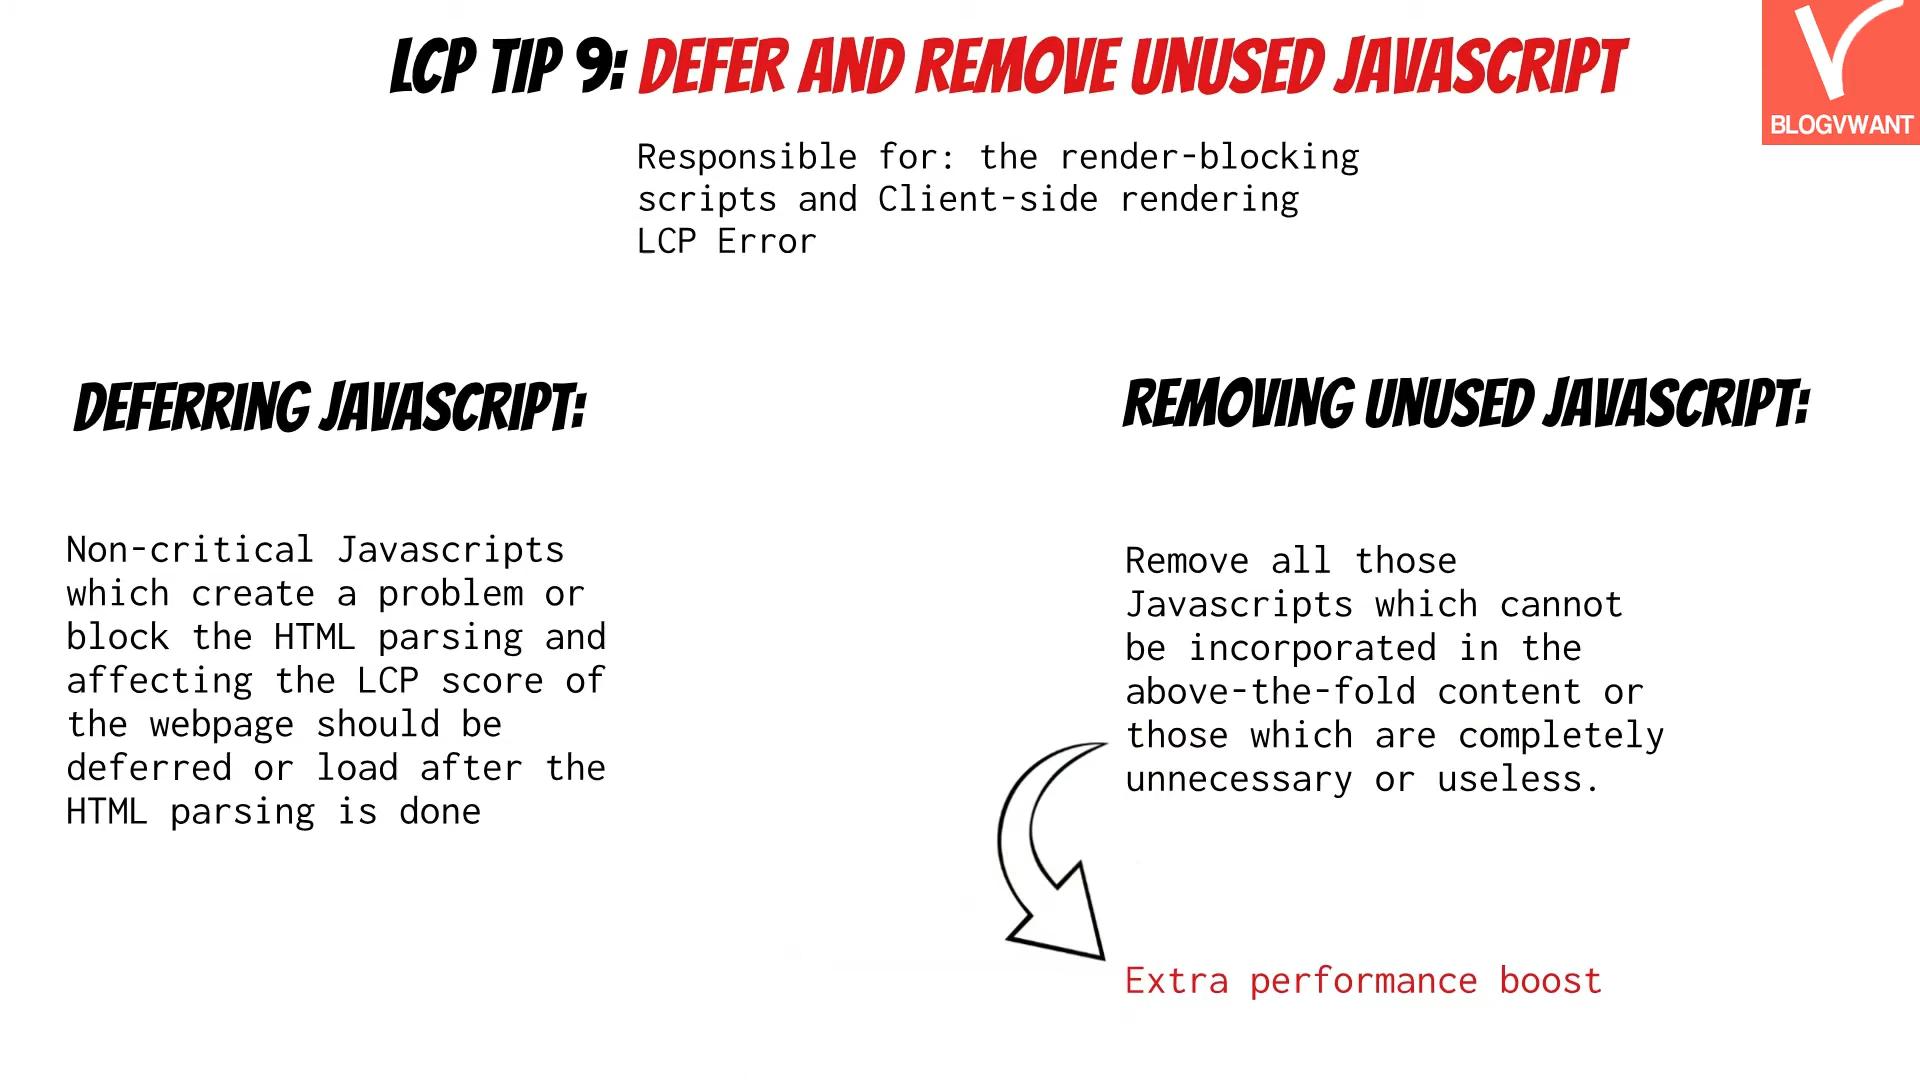 LCP TIP 9: DEFER AND REMOVE UNUSED JAVASCRIPT
BLOGVWANT
Responsible for: the render-blocking
scripts and Client-side rendering
LCP Error
DEFERRING JAVASCRIPT:
Non-critical Javascripts
which create a problem or
block the HTML parsing and
affecting the LCP score of
the webpage should be
deferred or load after the
HTML parsing is done
REMOVING UNUSED JAVASCRIPT:
Remove all those
Javascripts which cannot
be incorporated in the
above-the-fold content or
those which are completely
unnecessary or useless.
Extra performance boost